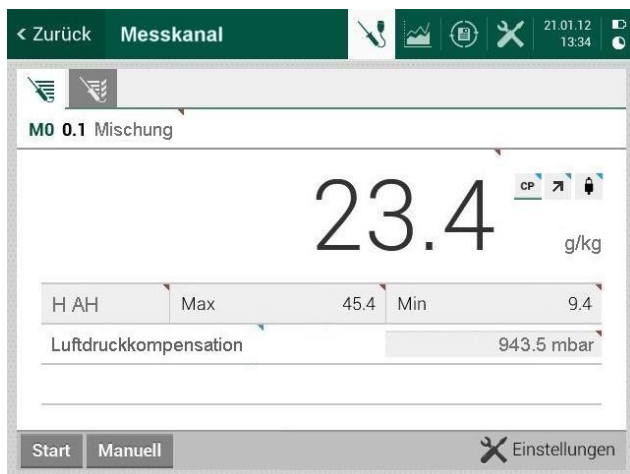 < Zurück Messkanal 21.01.12
13:34
M0 0.1 Mischung
23.4 CP
g/kg
H AH Max 45.4 Min 9.4
Luftdruckkompensation 943.5 mbar
Start Manuell Einstellungen